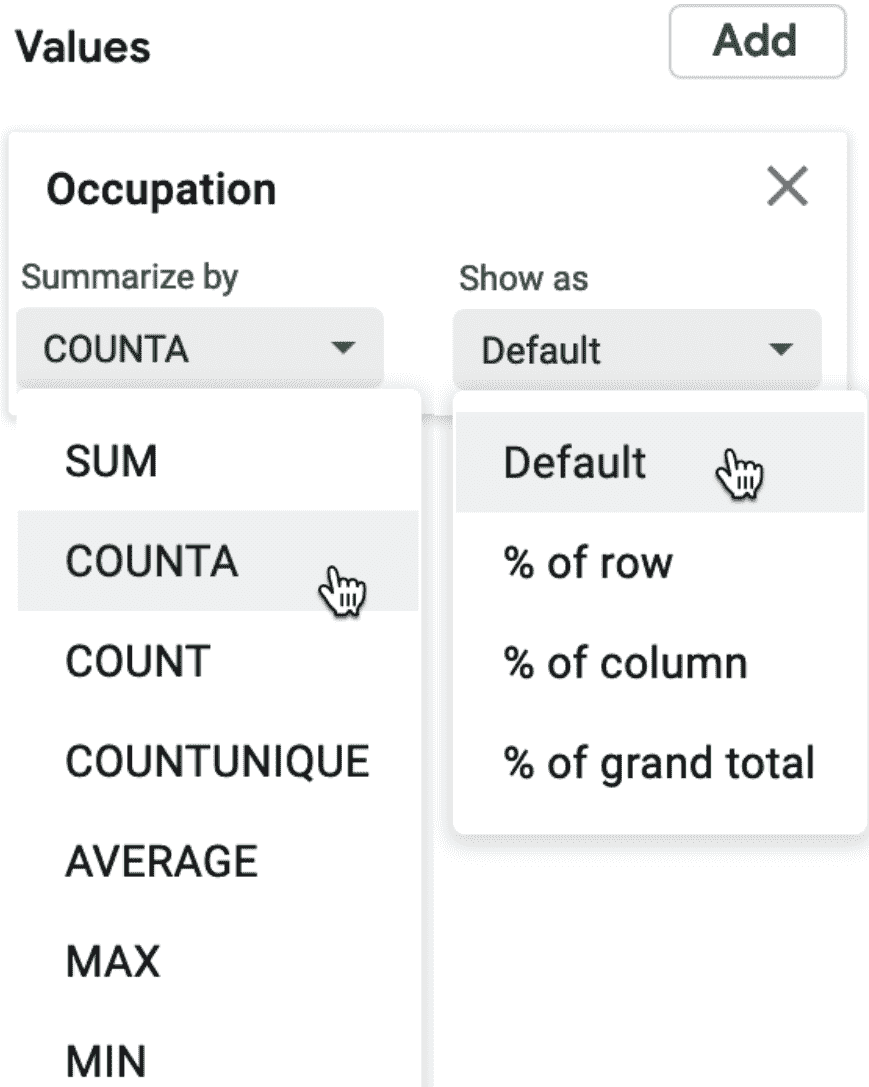 Values
Add
Occupation
Summarize by
Show as
COUNTA
Default
SUM
COUNTA
COUNT
COUNTUNIQUE
AVERAGE
MAX
MIN
Default
% of row
% of column
% of grand total